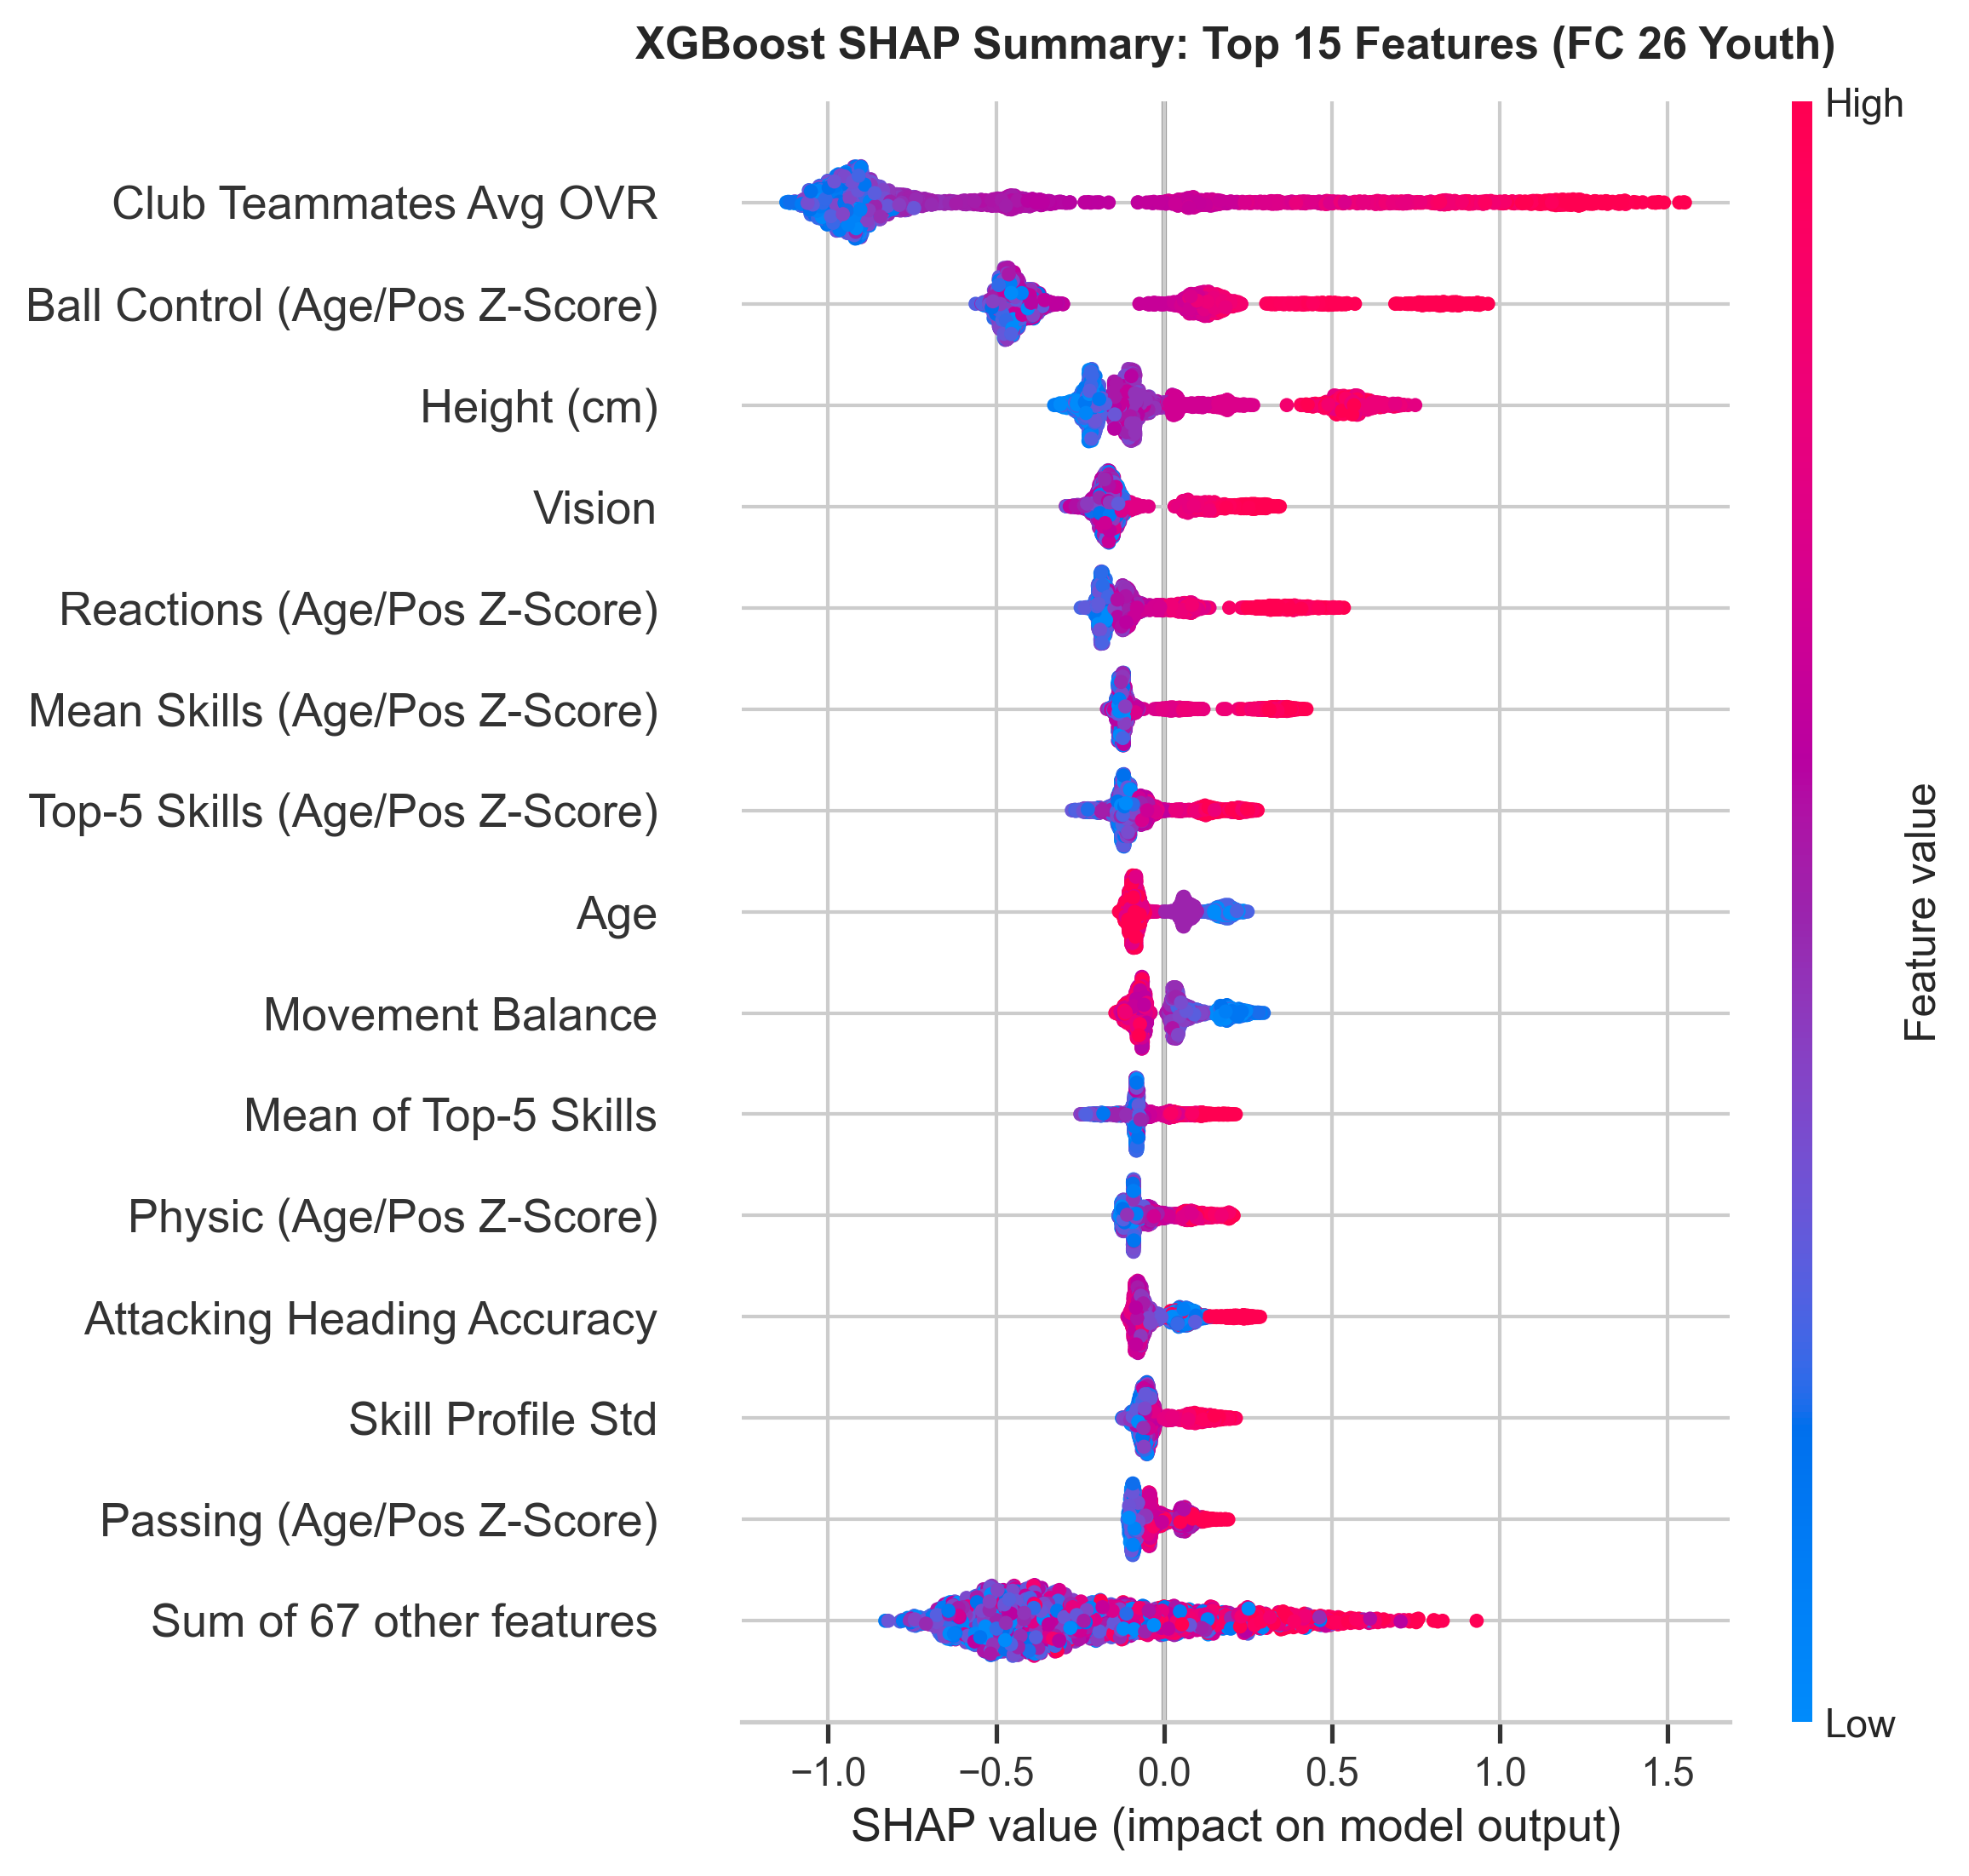 XGBoost SHAP Summary: Top 15 Features (FC 26 Youth)
High
Club Teammates Avg OVR
Ball Control (Age/Pos Z-Score)
Height (cm)
Vision
Reactions (Age/Pos Z-Score)
Mean Skills (Age/Pos Z-Score)
Top-5 Skills (Age/Pos Z-Score)
Age
Movement Balance
Mean of Top-5 Skills
Physic (Age/Pos Z-Score)
Attacking Heading Accuracy
Skill Profile Std
Passing (Age/Pos Z-Score)
Sum of 67 other features
Feature value
Low
−1.0 −0.5 0.0 0.5 1.0 1.5
SHAP value (impact on model output)